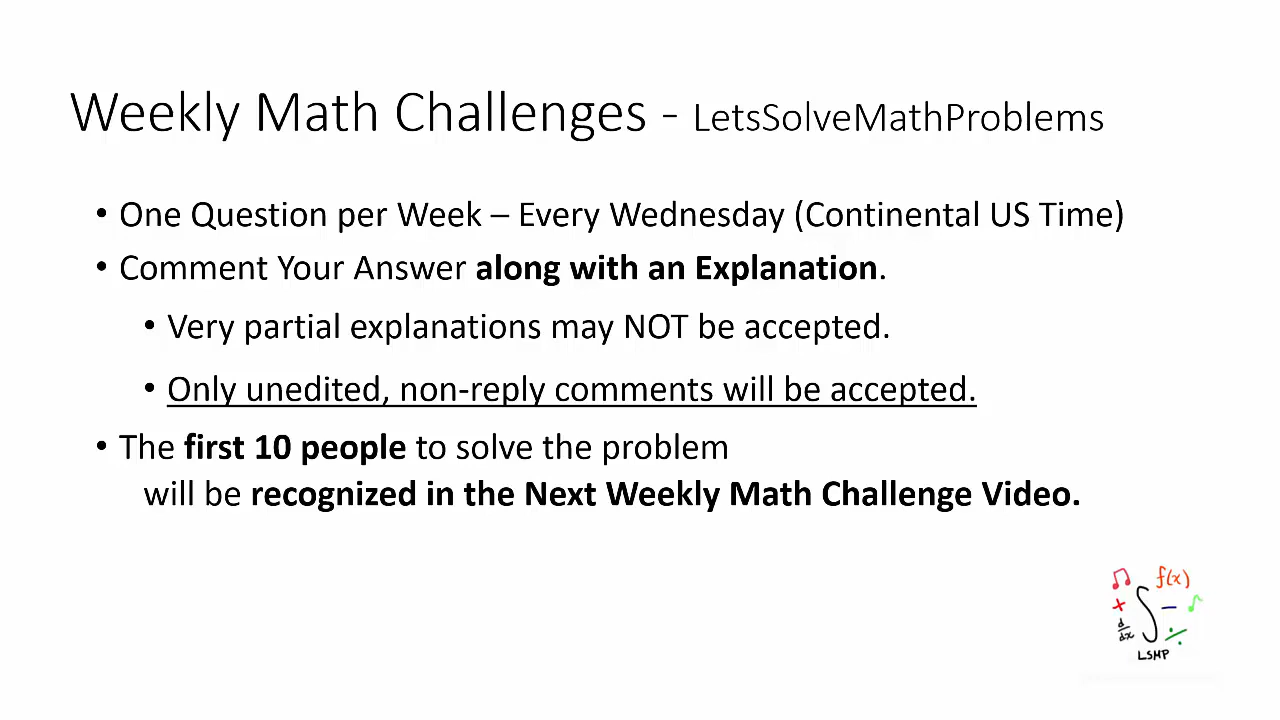 Weekly Math Challenges - LetsSolveMathProblems
• One Question per Week – Every Wednesday (Continental US Time)
• Comment Your Answer along with an Explanation.
• Very partial explanations may NOT be accepted.
• Only unedited, non-reply comments will be accepted.
• The first 10 people to solve the problem
will be recognized in the Next Weekly Math Challenge Video.
f(x)
+ ∫ –
d/dx ÷
LSMP